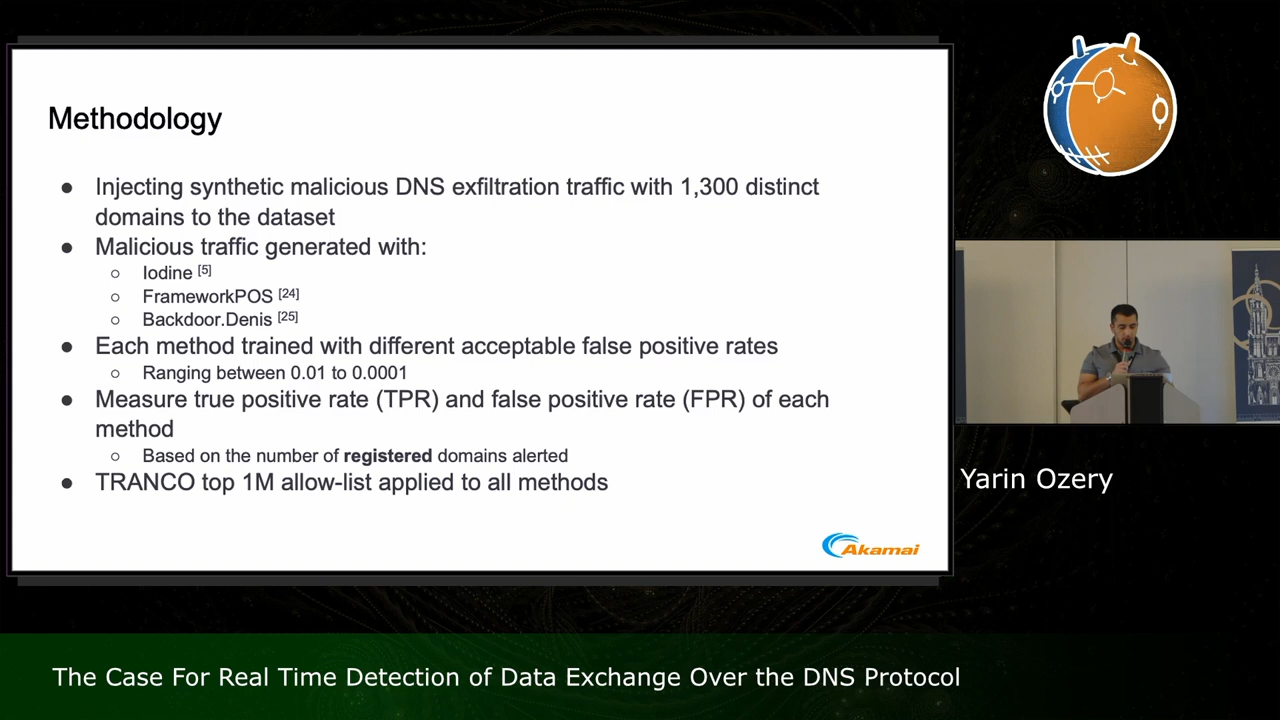 Methodology
● Injecting synthetic malicious DNS exfiltration traffic with 1,300 distinct
domains to the dataset
● Malicious traffic generated with:
○ Iodine [5]
○ FrameworkPOS [24]
○ Backdoor.Denis [25]
● Each method trained with different acceptable false positive rates
○ Ranging between 0.01 to 0.0001
● Measure true positive rate (TPR) and false positive rate (FPR) of each
method
○ Based on the number of registered domains alerted
● TRANCO top 1M allow-list applied to all methods
Akamai
Yarin Ozery
The Case For Real Time Detection of Data Exchange Over the DNS Protocol